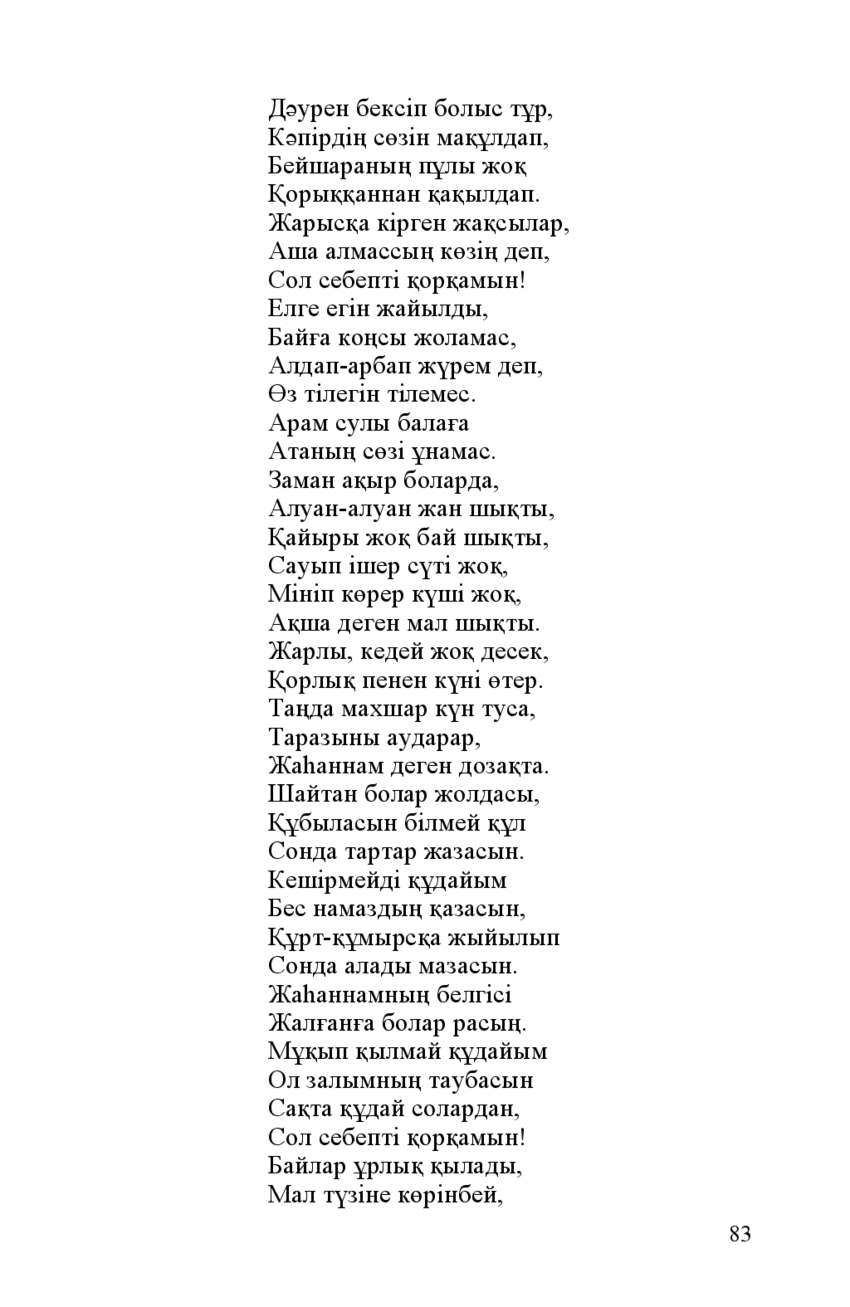 Дәурен бексіп болыс тұр,
Кәпірдің сөзін мақұлдап,
Бейшараның пұлы жоқ
Қорыққаннан қақылдап.
Жарысқа кірген жақсылар,
Аша алмассың көзің деп,
Сол себепті қорқамын!
Елге егін жайылды,
Байға коңсы жоламас,
Алдап-арбап жүрем деп,
Өз тілегін тілемес.
Арам сулы балаға
Атаның сөзі ұнамас.
Заман ақыр боларда,
Алуан-алуан жан шықты,
Қайыры жоқ бай шықты,
Сауып ішер сүті жоқ,
Мініп көрер күші жоқ,
Ақша деген мал шықты.
Жарлы, кедей жоқ десек,
Қорлық пенен күні өтер.
Таңда махшар күн туса,
Таразыны аударар,
Жаһаннам деген дозақта.
Шайтан болар жолдасы,
Құбыласын білмей құл
Сонда тартар жазасын.
Кешірмейді құдайым
Бес намаздың қазасын,
Құрт-құмырсқа жыйылып
Сонда алады мазасын.
Жаһаннамның белгісі
Жалғанға болар расың.
Мұқып қылмай құдайым
Ол залымның таубасын
Сақта құдай солардан,
Сол себепті қорқамын!
Байлар ұрлық қылады,
Мал түзіне көрінбей,
83